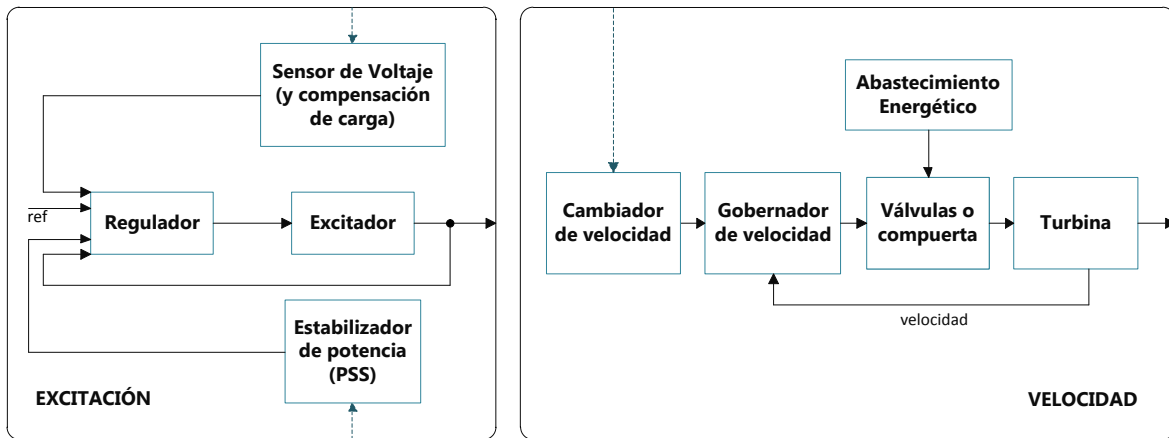 Sensor de Voltaje
(y compensación
de carga)
ref
Regulador
Excitador
Estabilizador
de potencia
(PSS)
EXCITACIÓN
Abastecimiento
Energético
Cambiador
de velocidad
Gobernador
de velocidad
Válvulas o
compuerta
Turbina
velocidad
VELOCIDAD